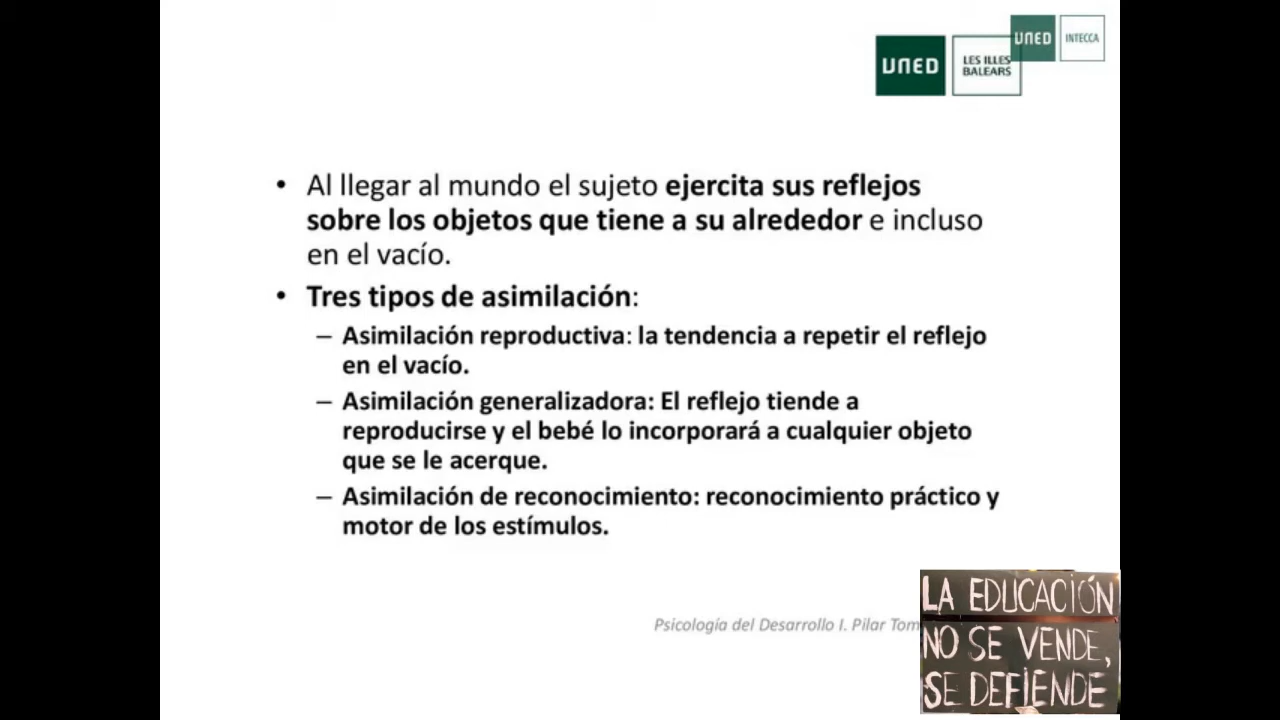 UNED
INTECCA
UNED
LES ILLES
BALEARS
• Al llegar al mundo el sujeto ejercita sus reflejos
sobre los objetos que tiene a su alrededor e incluso
en el vacío.
• Tres tipos de asimilación:
– Asimilación reproductiva: la tendencia a repetir el reflejo
en el vacío.
– Asimilación generalizadora: El reflejo tiende a
reproducirse y el bebé lo incorporará a cualquier objeto
que se le acerque.
– Asimilación de reconocimiento: reconocimiento práctico y
motor de los estímulos.
Psicología del Desarrollo I. Pilar Tom
LA EDUCACIÓN
NO SE VENDE,
SE DEFIENDE